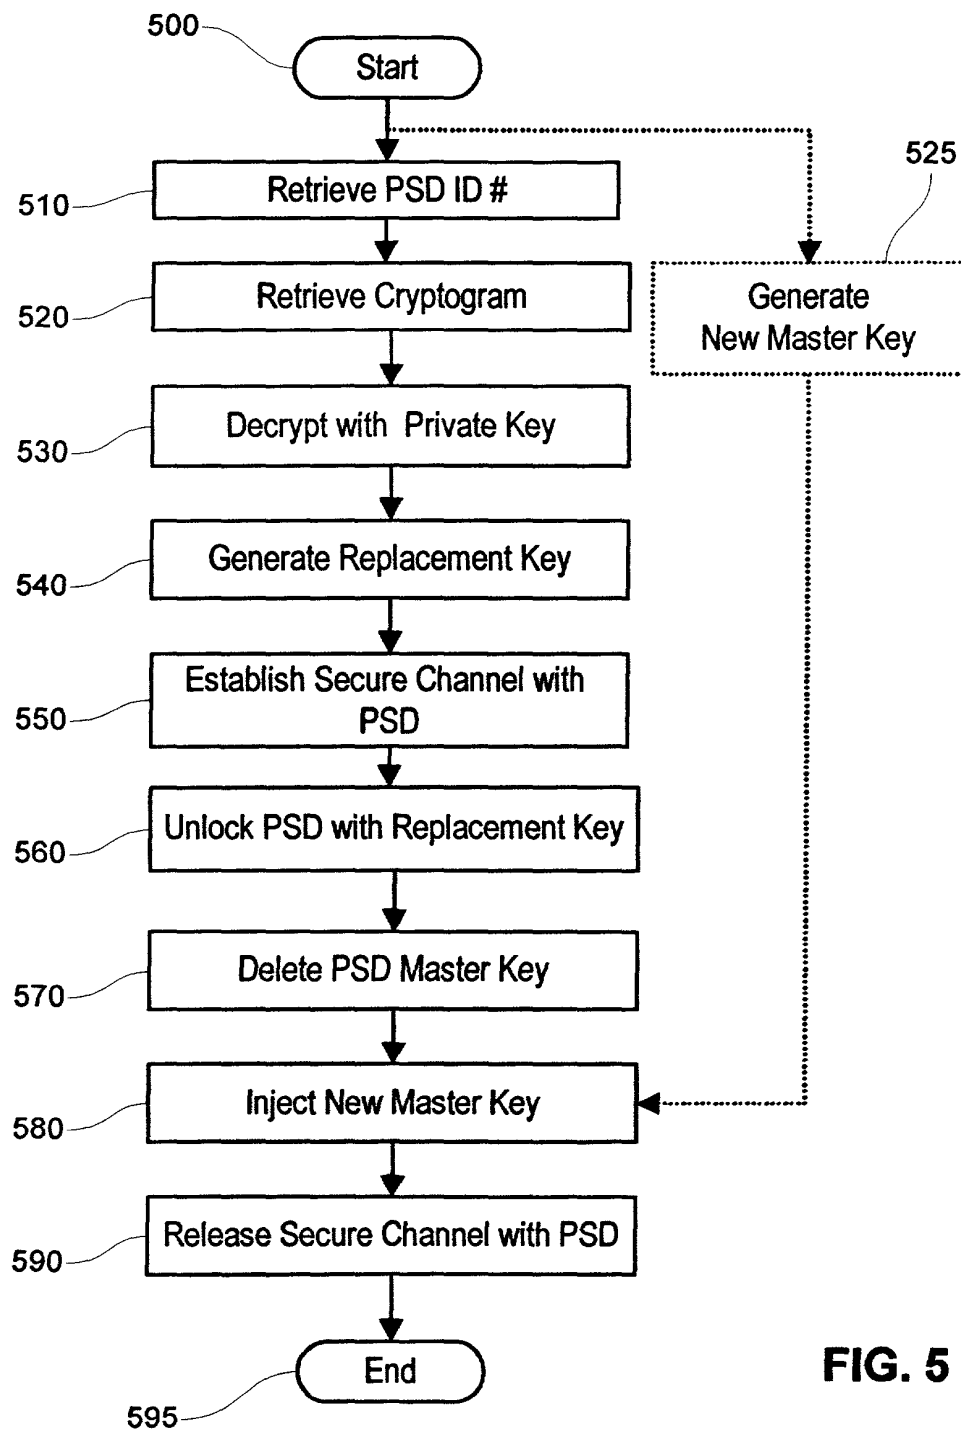 500
Start
525
510
Retrieve PSD ID #
520
Retrieve Cryptogram
Generate
New Master Key
530
Decrypt with Private Key
540
Generate Replacement Key
550
Establish Secure Channel with
PSD
560
Unlock PSD with Replacement Key
570
Delete PSD Master Key
580
Inject New Master Key
590
Release Secure Channel with PSD
End
595
FIG. 5